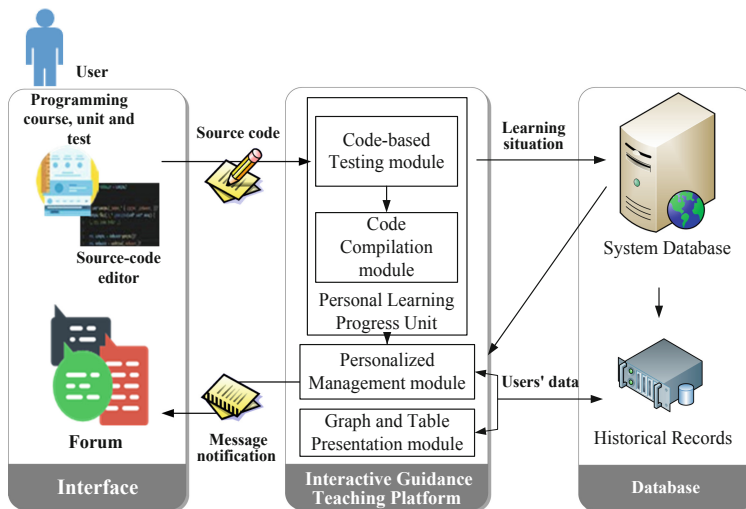 User
Programming
course, unit and
test
Source-code
editor
Forum
Interface
Source code
Message
notification
Code-based
Testing module
Code
Compilation
module
Personal Learning
Progress Unit
Personalized
Management module
Graph and Table
Presentation module
Interactive Guidance
Teaching Platform
Learning
situation
Users' data
System Database
Historical Records
Database